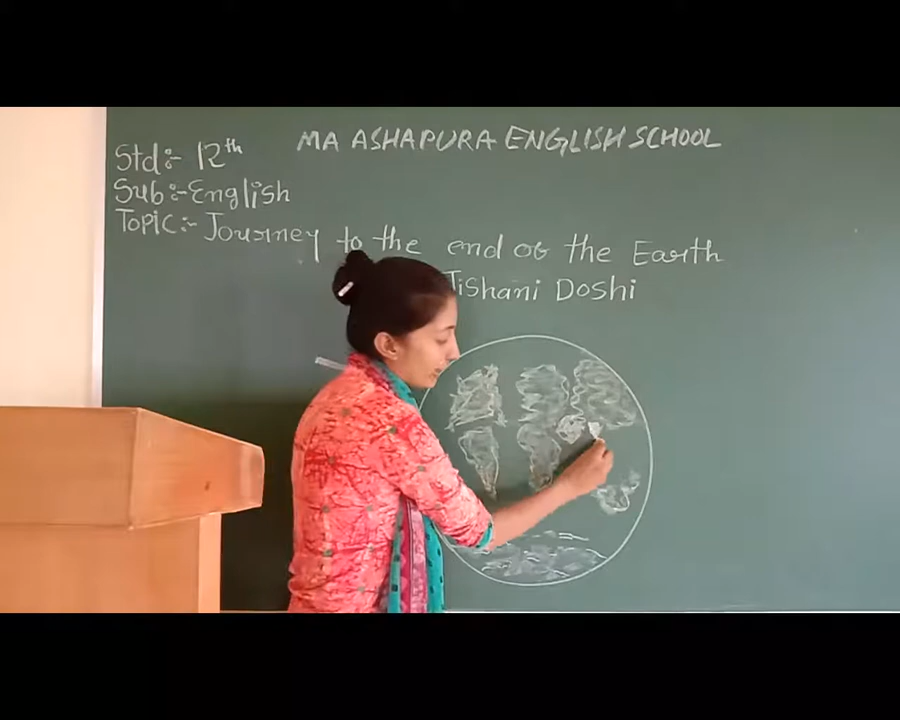 MA ASHAPURA ENGLISH SCHOOL
Std:- 12th
Sub:-English
Topic:- Journey to the end of the Earth
Tishani Doshi